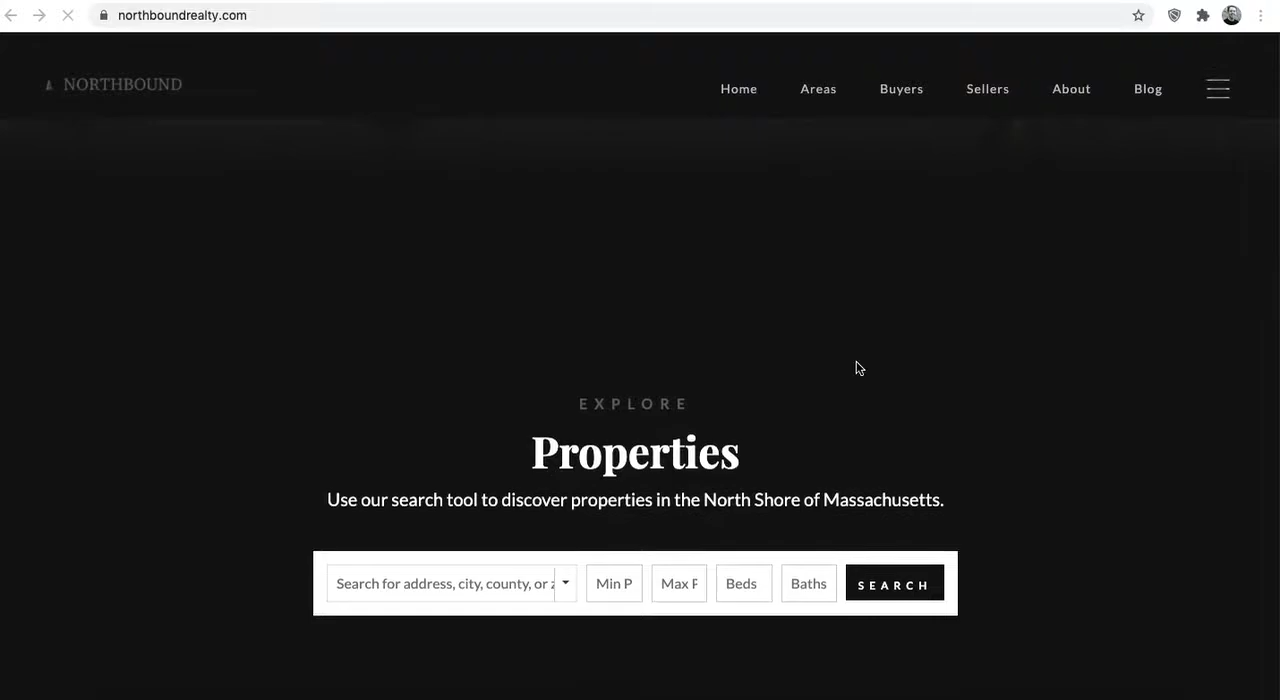 northboundrealty.com
NORTHBOUND
Home Areas Buyers Sellers About Blog
EXPLORE
Properties
Use our search tool to discover properties in the North Shore of Massachusetts.
Search for address, city, county, or z Min P Max P Beds Baths SEARCH